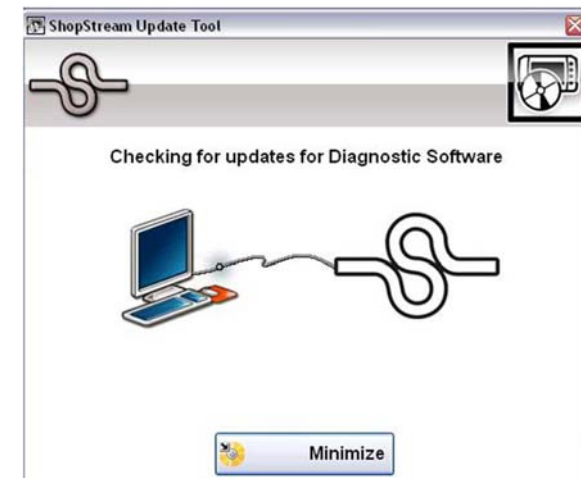 ShopStream Update Tool
Checking for updates for Diagnostic Software
Minimize